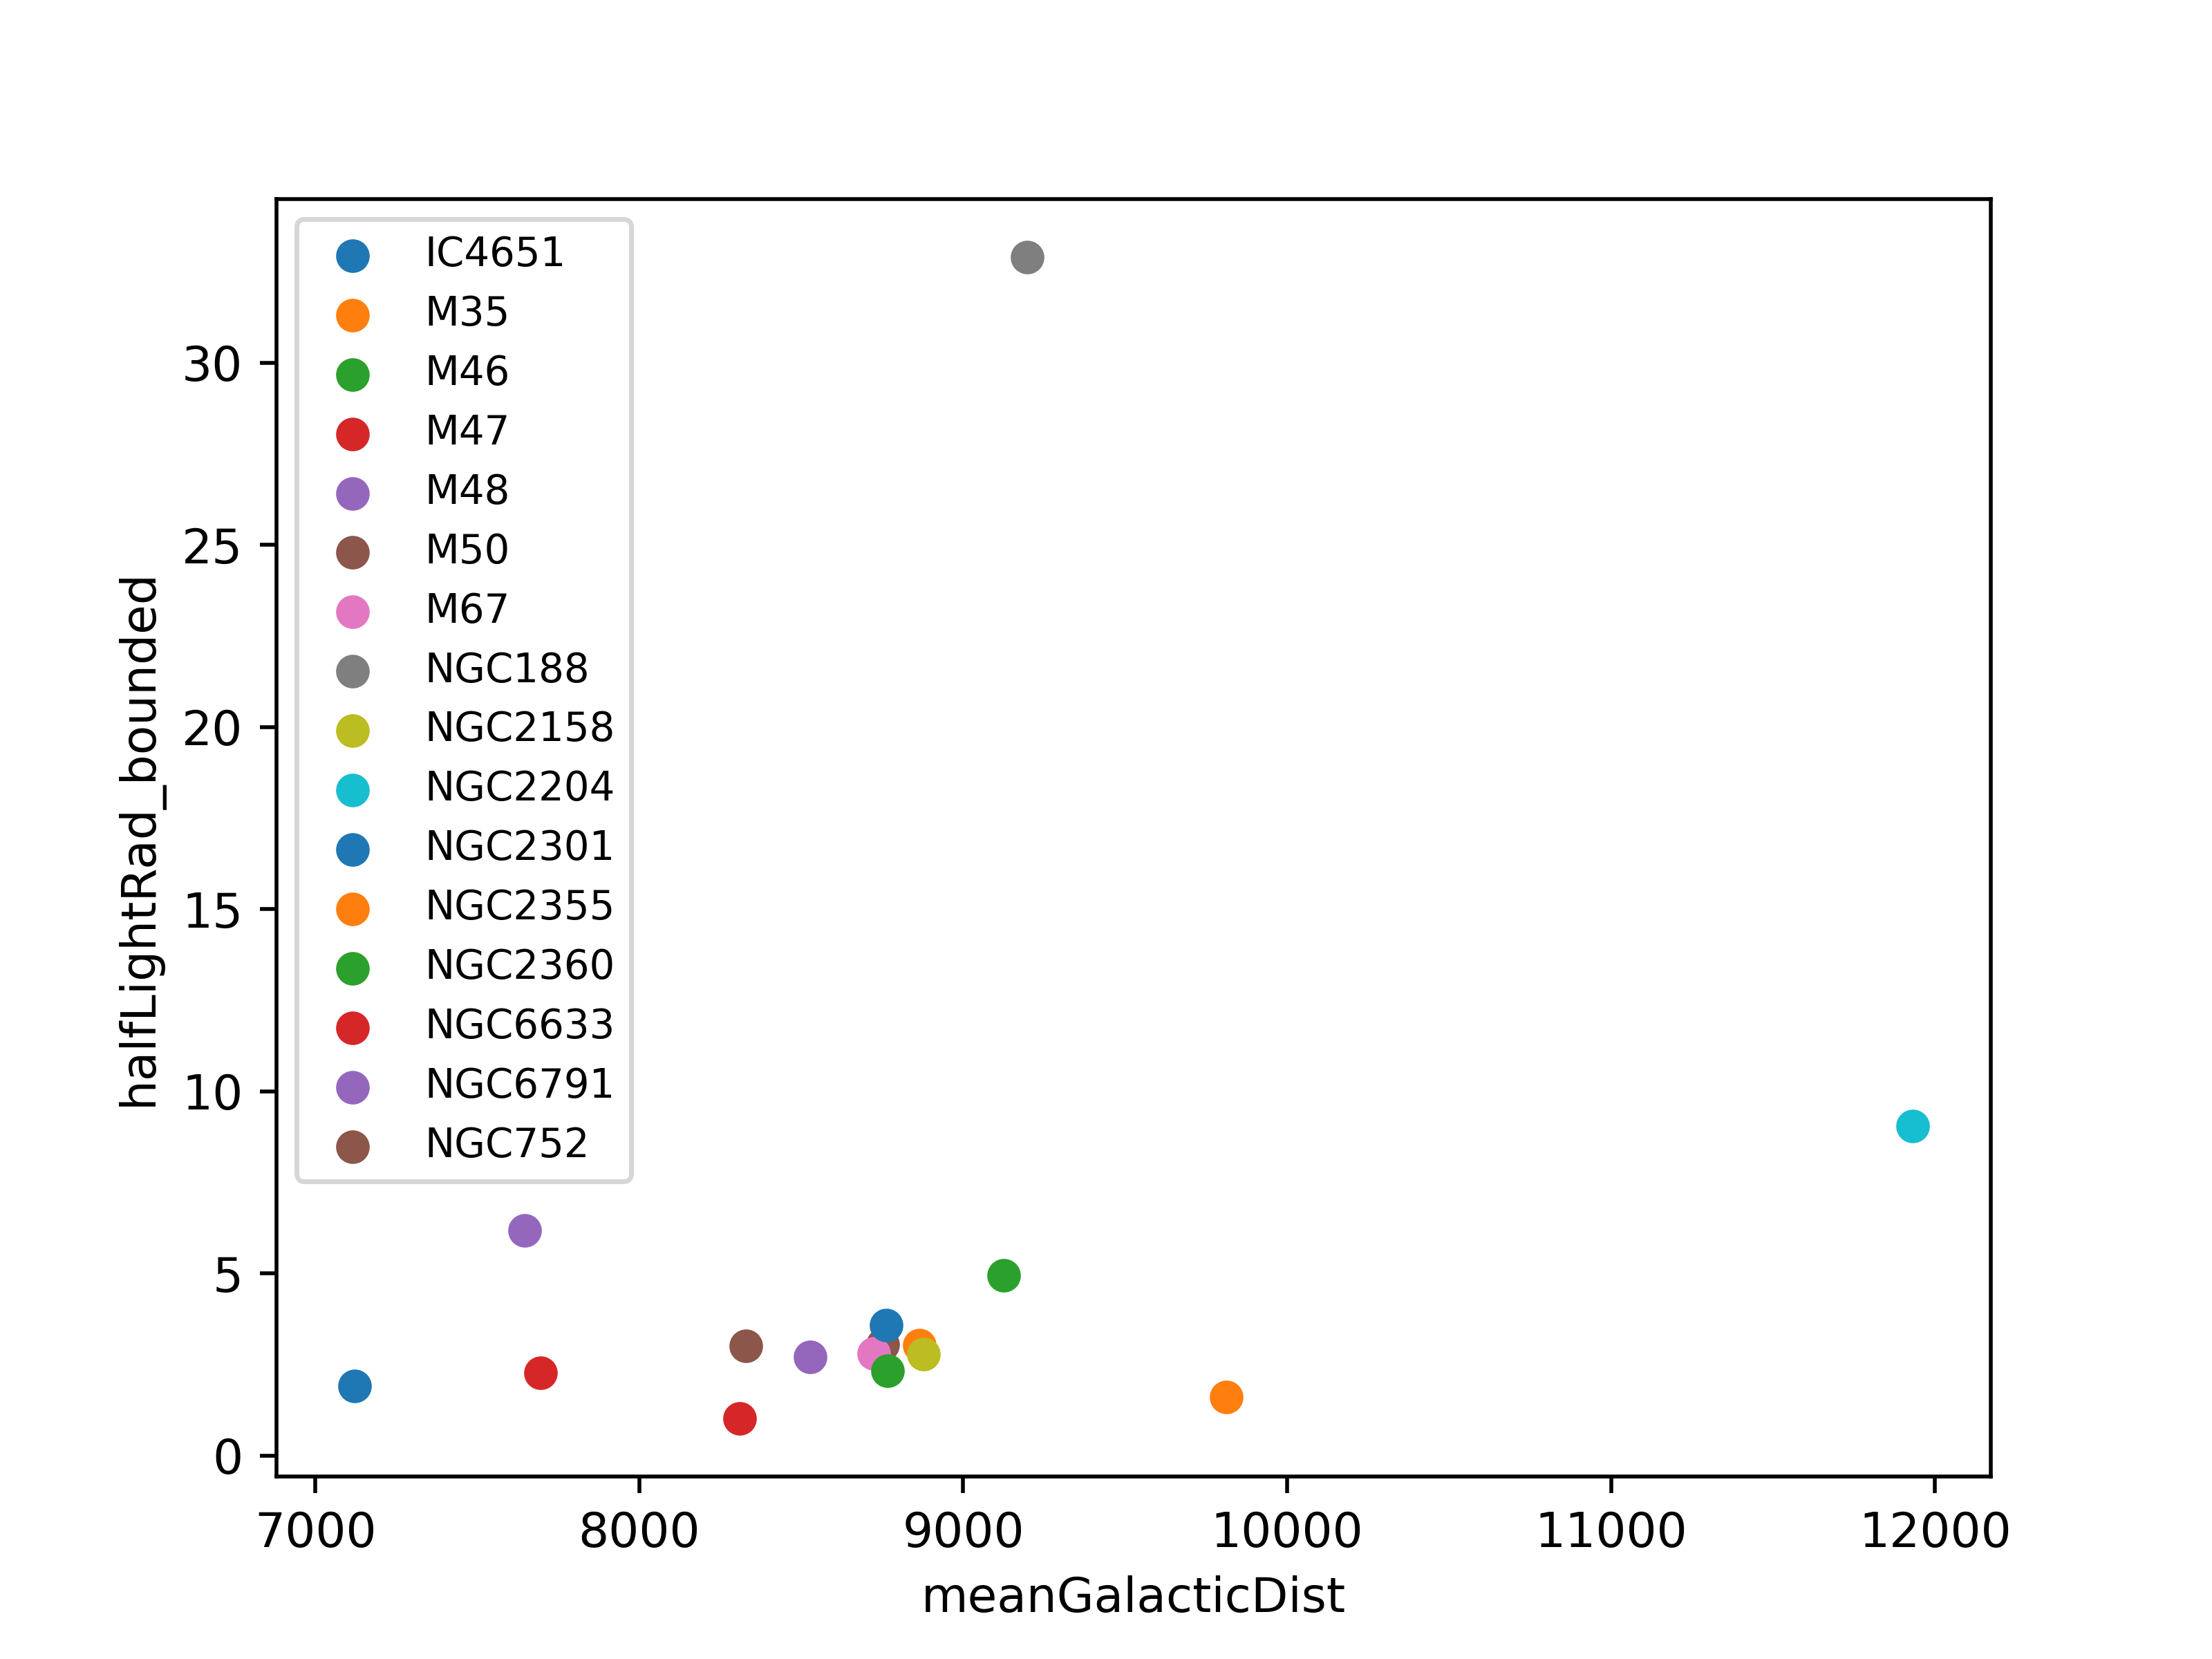 IC4651
M35
M46
M47
M48
M50
M67
NGC188
NGC2158
NGC2204
NGC2301
NGC2355
NGC2360
NGC6633
NGC6791
NGC752
30
25
20
15
10
5
0
halfLightRad_bounded
7000 8000 9000 10000 11000 12000
meanGalacticDist